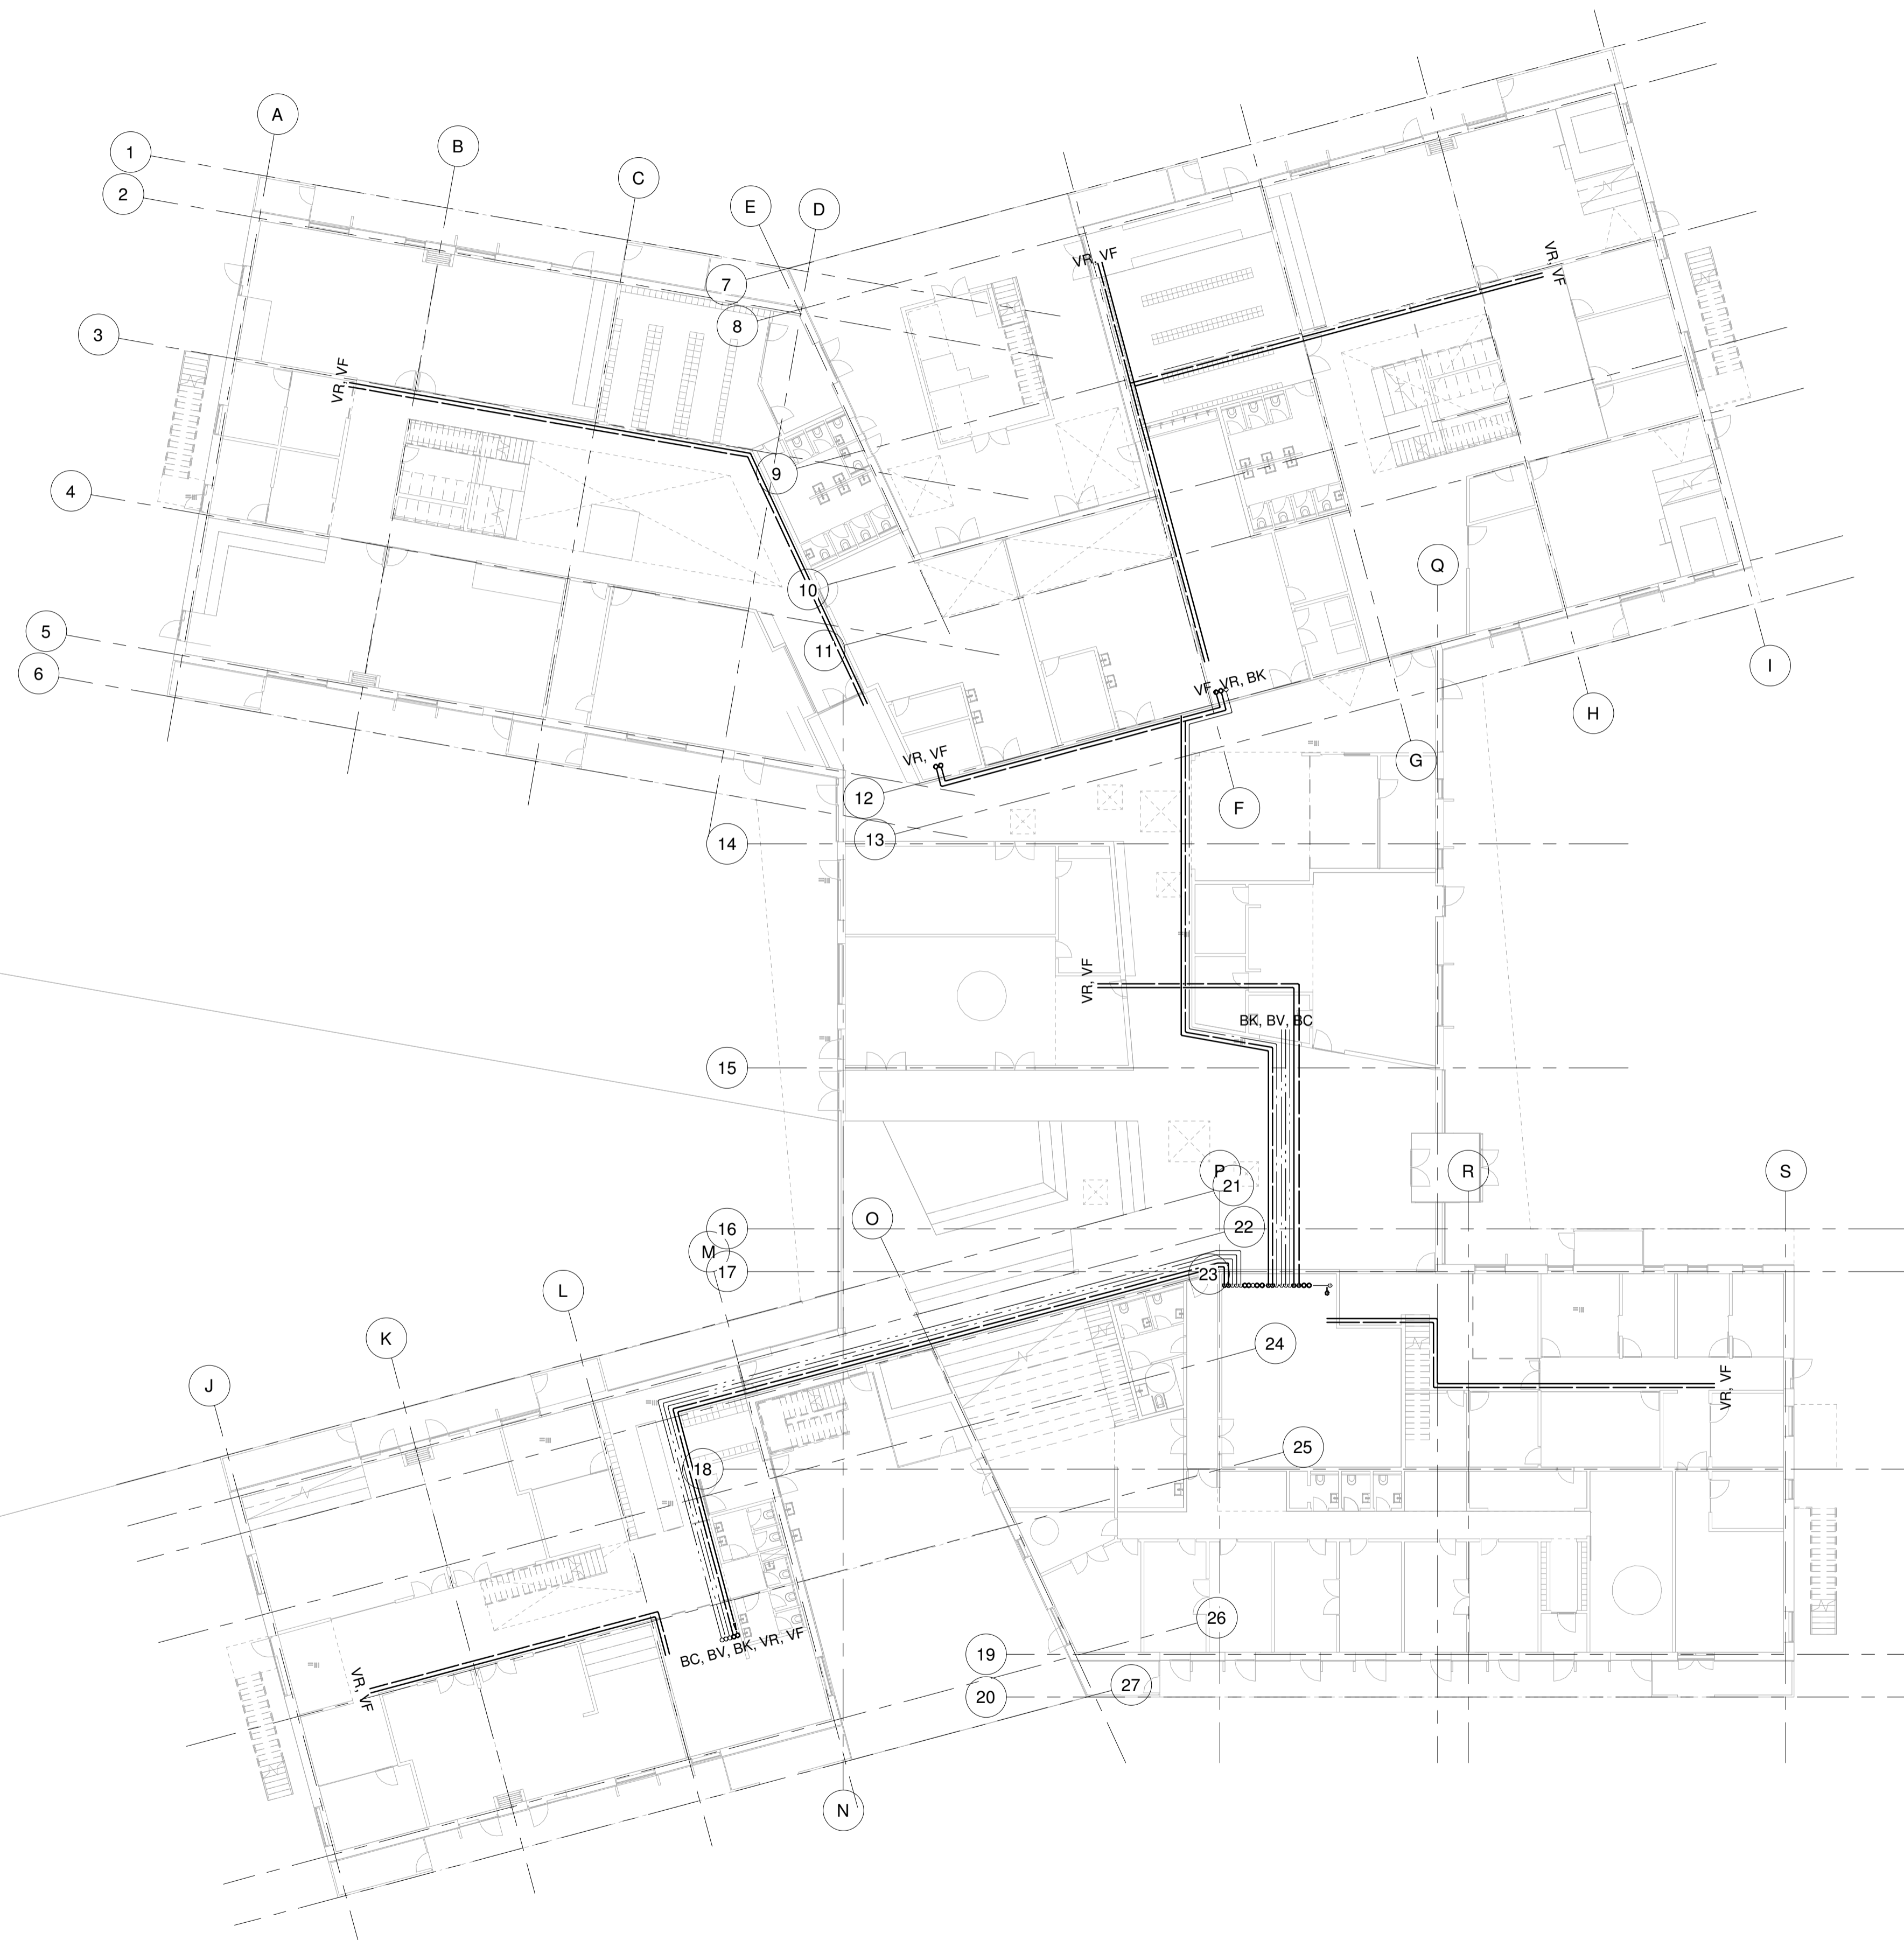 A
B
C
E
D
1
2
3
4
5
6
7
8
9
10
11
12
13
14
15
16
M
17
18
VR, VF
VR, VF
VR, VF
VF, VR, BK
VR, VF
Q
I
H
G
F
VR, VF
BK, BV, BC
P
21
22
23
R
S
O
L
K
J
24
25
VR, VF
26
19
20
27
BC, BV, BK, VR, VF
VR, VF
N